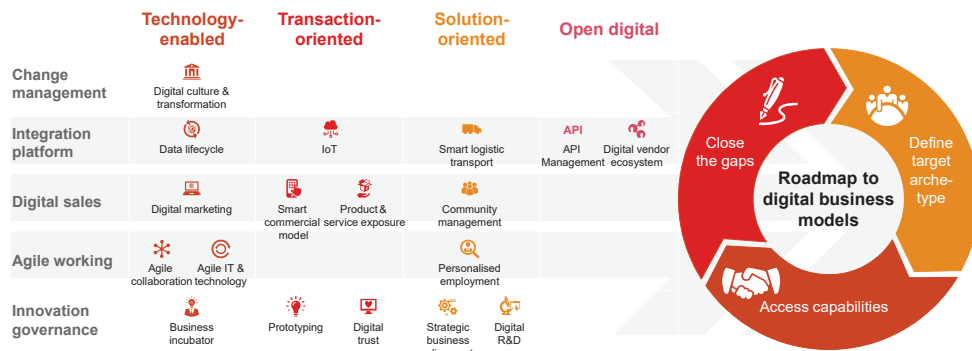 Technology-
enabled
Transaction-
oriented
Solution-
oriented
Open digital
Change
management
Digital culture &
transformation
Integration
platform
Data lifecycle
IoT
Smart logistic
transport
API
API
Management
Digital vendor
ecosystem
Digital sales
Digital marketing
Smart
commercial
model
Product &
service exposure
Community
management
Agile working
Agile
collaboration
Agile IT &
technology
Personalised
employment
Innovation
governance
Business
incubator
Prototyping
Digital
trust
Strategic
business
Digital
R&D
Close
the gaps
Define
target
arche-
type
Roadmap to
digital business
models
Access capabilities